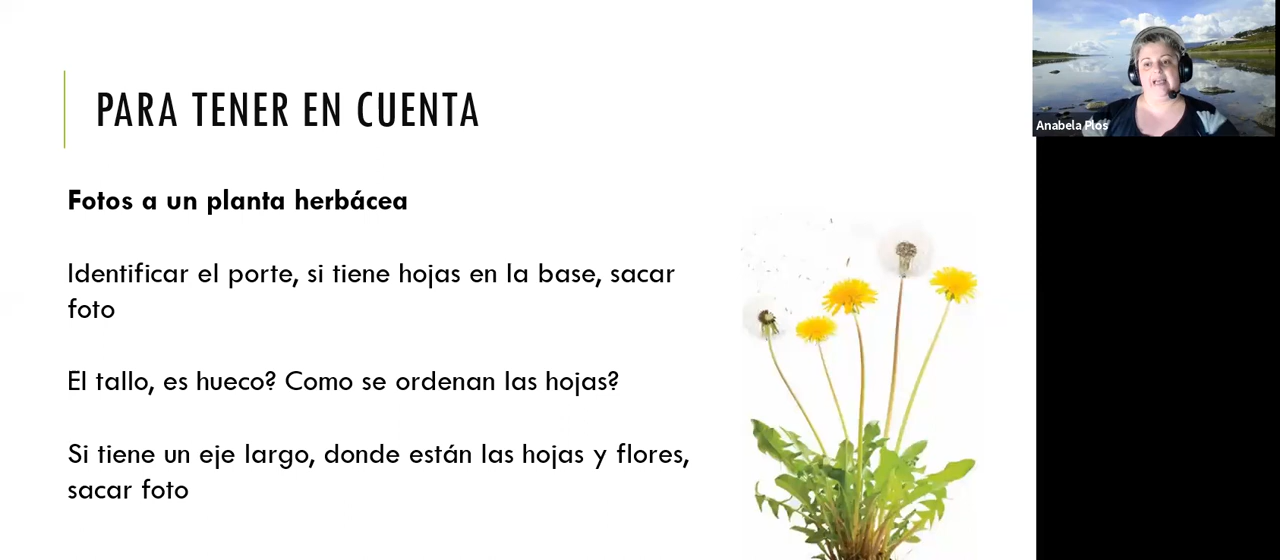 PARA TENER EN CUENTA
Fotos a un planta herbácea
Identificar el porte, si tiene hojas en la base, sacar
foto
El tallo, es hueco? Como se ordenan las hojas?
Si tiene un eje largo, donde están las hojas y flores,
sacar foto
Anabela Plos